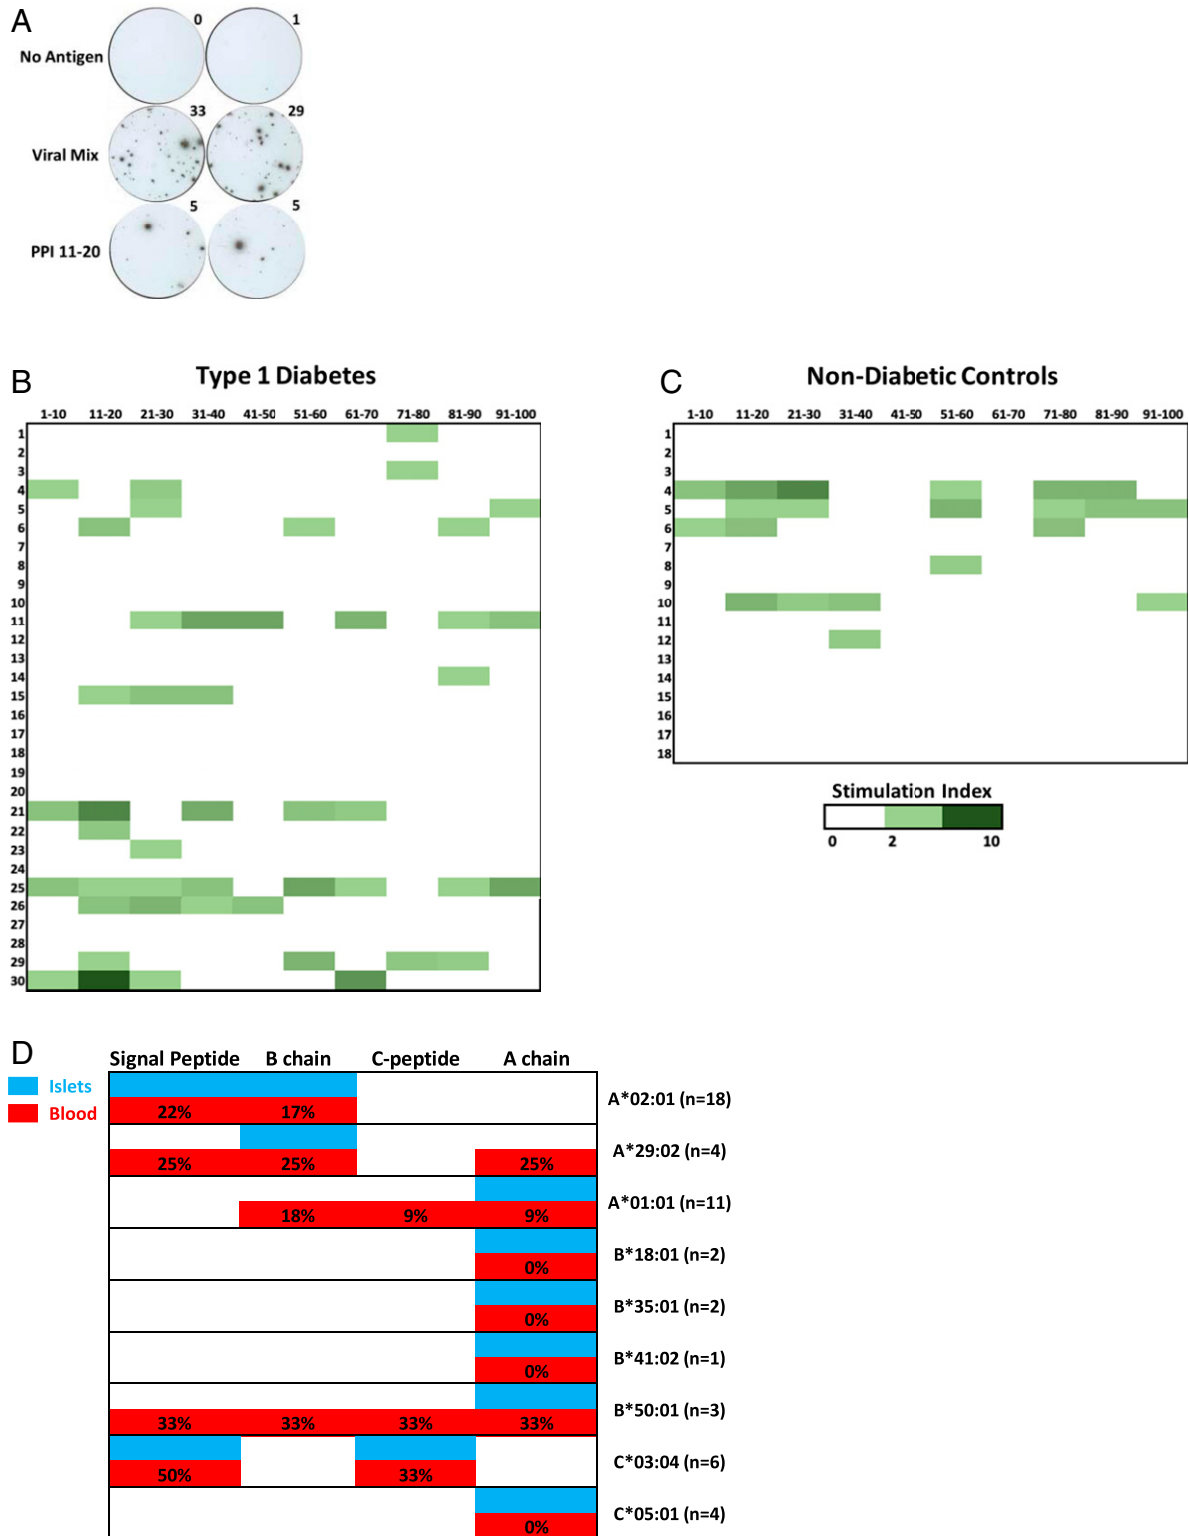 A
0 1
No Antigen
33 29
Viral Mix
5 5
PPI 11-20
B
Type 1 Diabetes
1-10 11-20 21-30 31-40 41-50 51-60 61-70 71-80 81-90 91-100
1
2
3
4
5
6
7
8
9
10
11
12
13
14
15
16
17
18
19
20
21
22
23
24
25
26
27
28
29
30
C
Non-Diabetic Controls
1-10 11-20 21-30 31-40 41-50 51-60 61-70 71-80 81-90 91-100
1
2
3
4
5
6
7
8
9
10
11
12
13
14
15
16
17
18
Stimulation Index
0 2 10
D
Signal Peptide B chain C-peptide A chain
Islets
Blood
A*02:01 (n=18)
22% 17%
A*29:02 (n=4)
25% 25% 25%
A*01:01 (n=11)
18% 9% 9%
B*18:01 (n=2)
0%
B*35:01 (n=2)
0%
B*41:02 (n=1)
0%
B*50:01 (n=3)
33% 33% 33% 33%
C*03:04 (n=6)
50% 33%
C*05:01 (n=4)
0%